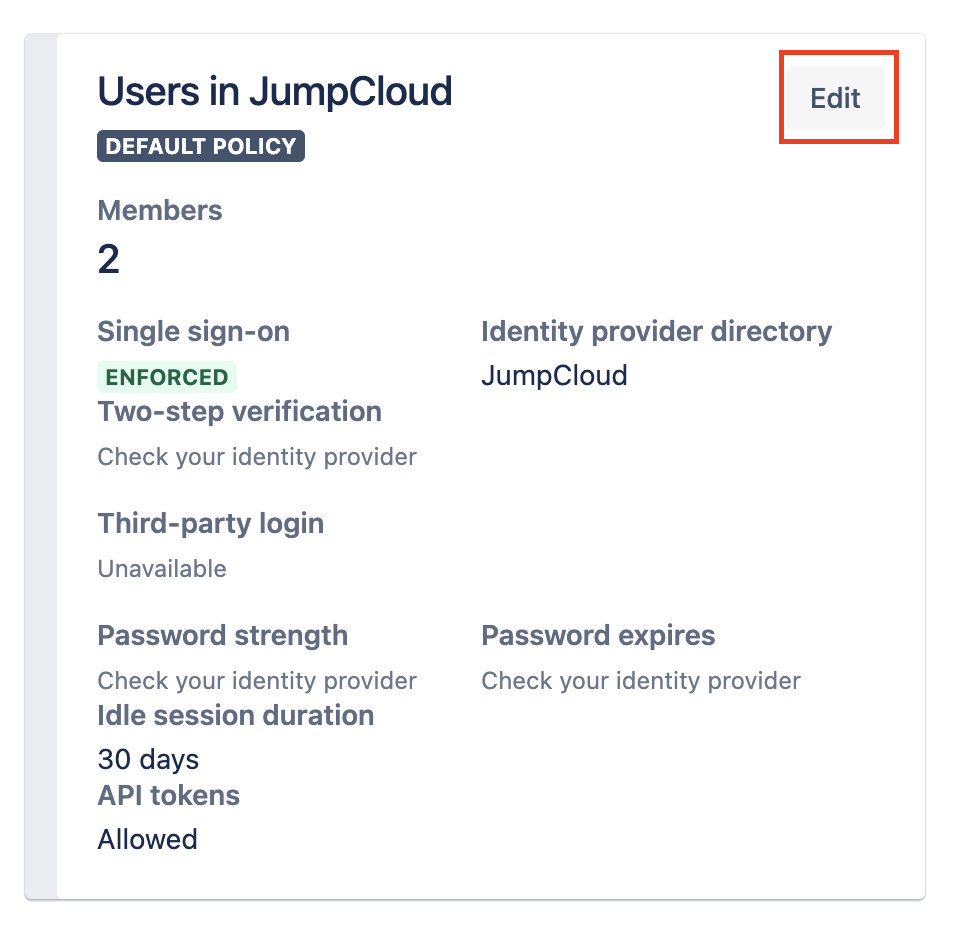 Users in JumpCloud
Edit
DEFAULT POLICY
Members
2
Single sign-on
ENFORCED
Identity provider directory
JumpCloud
Two-step verification
Check your identity provider
Third-party login
Unavailable
Password strength
Check your identity provider
Password expires
Check your identity provider
Idle session duration
30 days
API tokens
Allowed